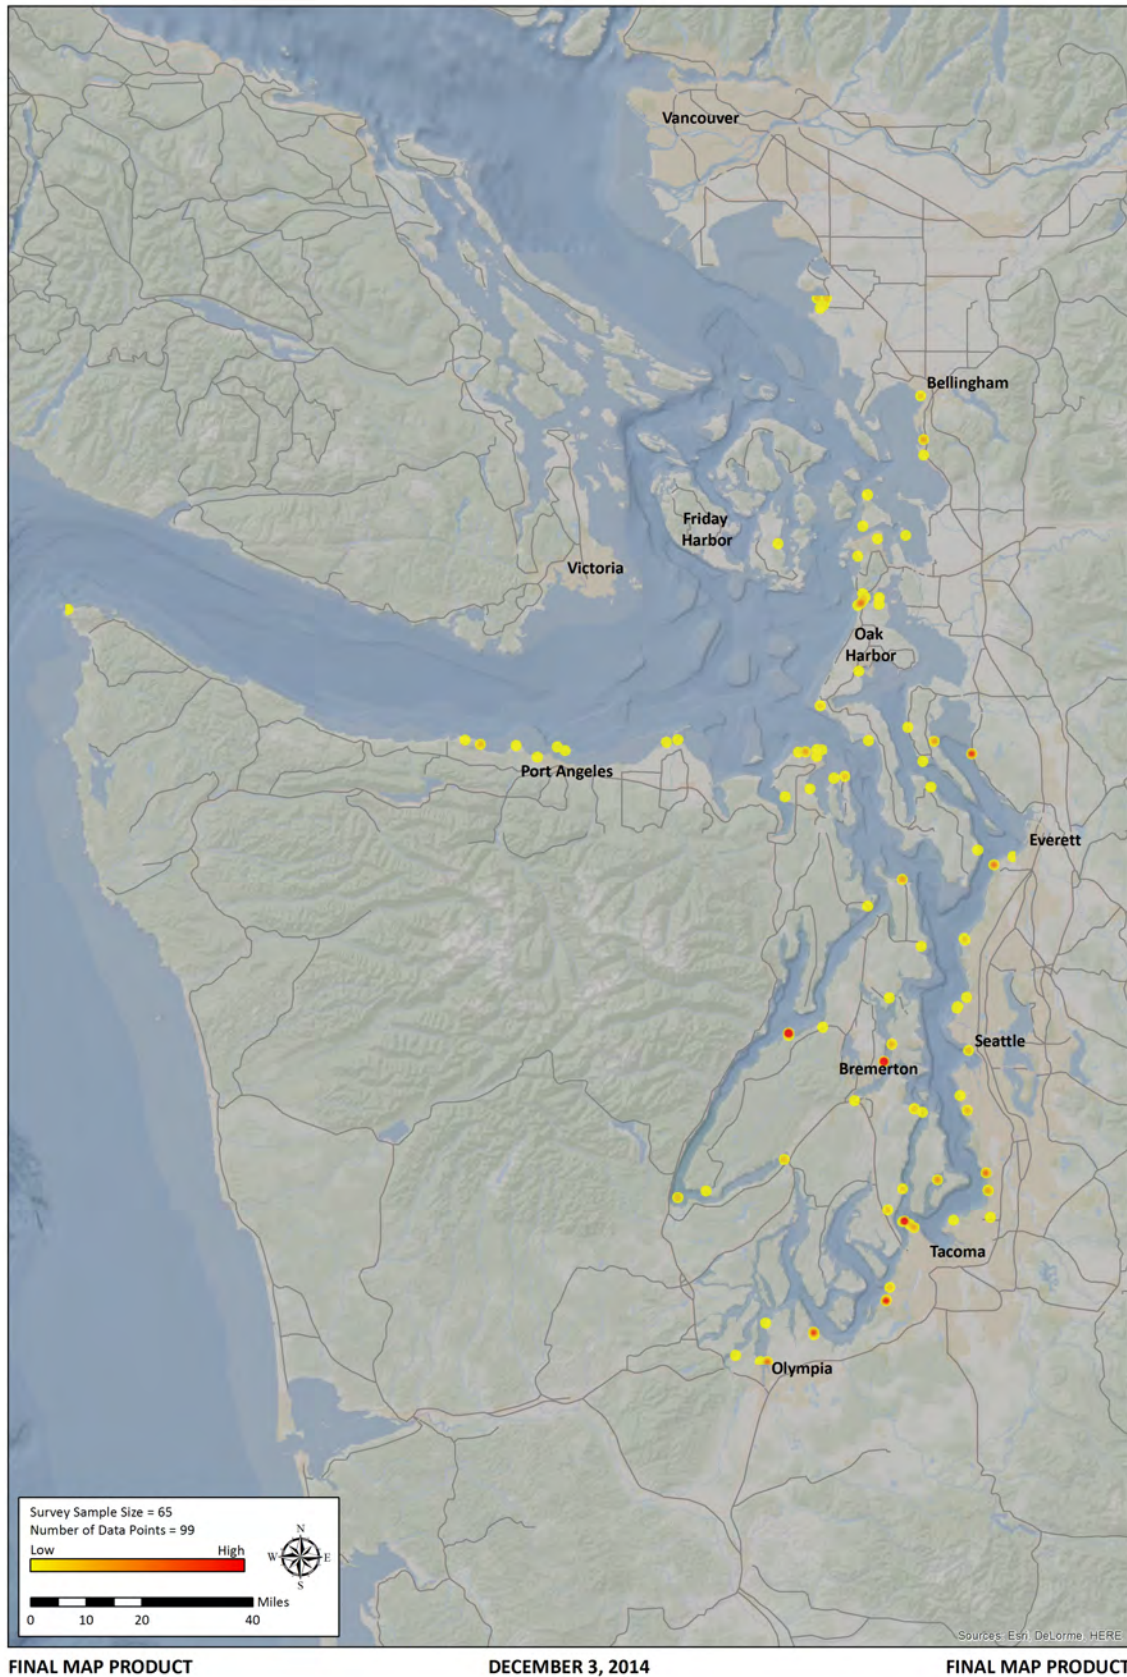 Vancouver
Bellingham
Friday
Harbor
Victoria
Oak
Harbor
Port Angeles
Everett
Seattle
Bremerton
Tacoma
Olympia
Survey Sample Size = 65
Number of Data Points = 99
Low High
N
W E
S
Miles
0 10 20 40
Sources: Esri, DeLorme, HERE
FINAL MAP PRODUCT DECEMBER 3, 2014 FINAL MAP PRODUCT